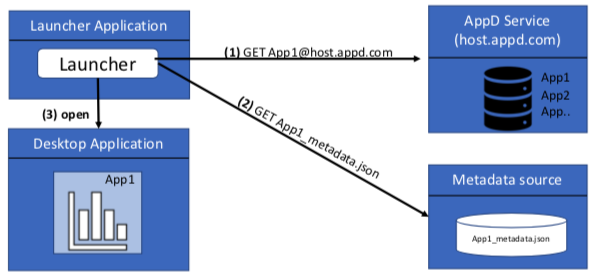 Launcher Application
Launcher
(1) GET App1@host.appd.com
AppD Service
(host.appd.com)
App1
App2
App..
(2) GET App1_metadata.json
(3) open
Desktop Application
App1
Metadata source
App1_metadata.json